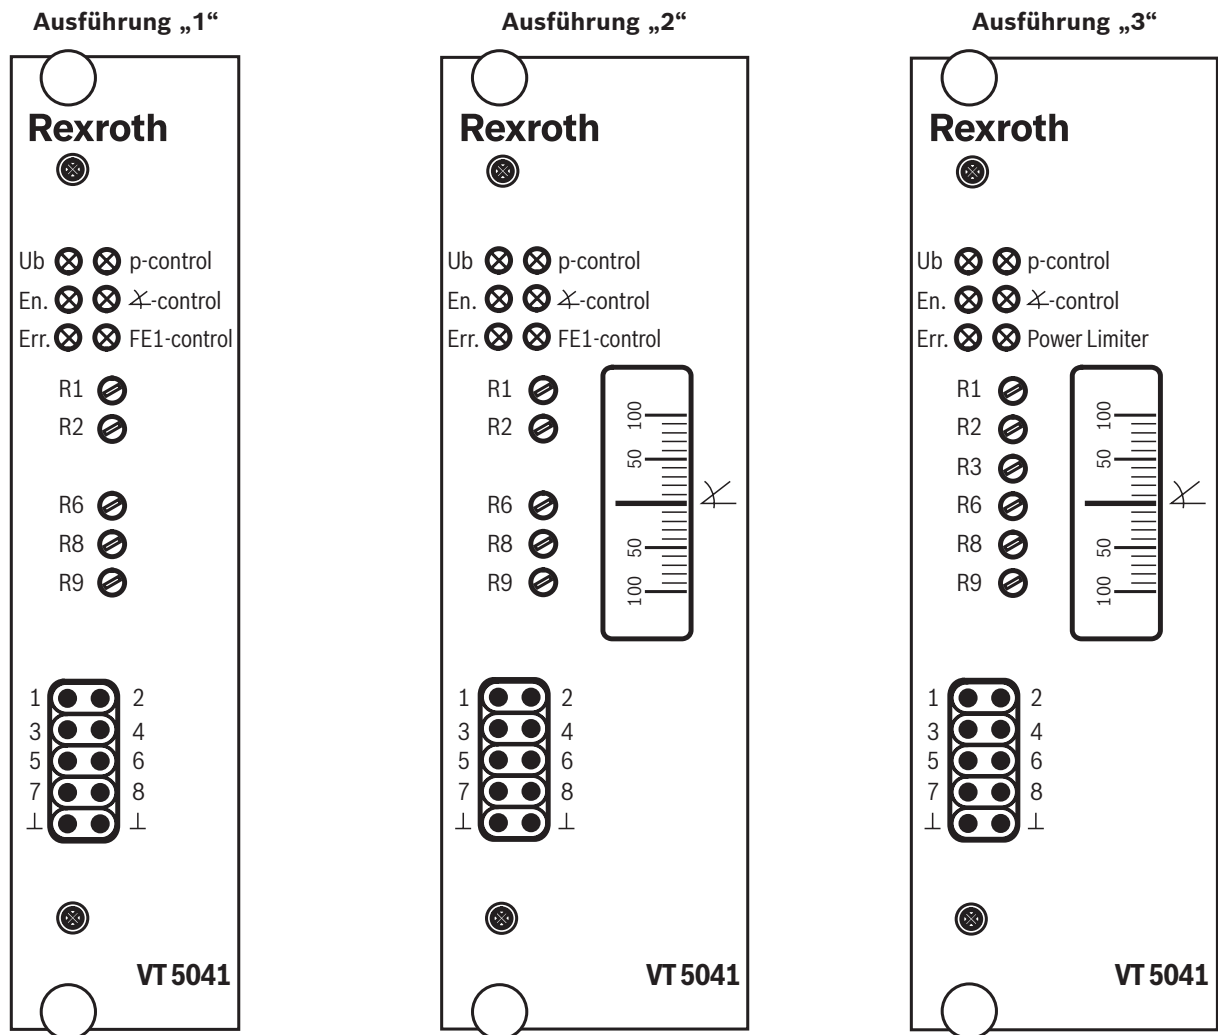 Ausführung „1“
Rexroth
Ub p-control
En. ∡-control
Err. FE1-control
R1
R2
R6
R8
R9
1 2
3 4
5 6
7 8
⊥ ⊥
VT 5041
Ausführung „2“
Rexroth
Ub p-control
En. ∡-control
Err. FE1-control
R1
R2
R6
R8
R9
100
50
50
100
∡
1 2
3 4
5 6
7 8
⊥ ⊥
VT 5041
Ausführung „3“
Rexroth
Ub p-control
En. ∡-control
Err. Power Limiter
R1
R2
R3
R6
R8
R9
100
50
50
100
∡
1 2
3 4
5 6
7 8
⊥ ⊥
VT 5041